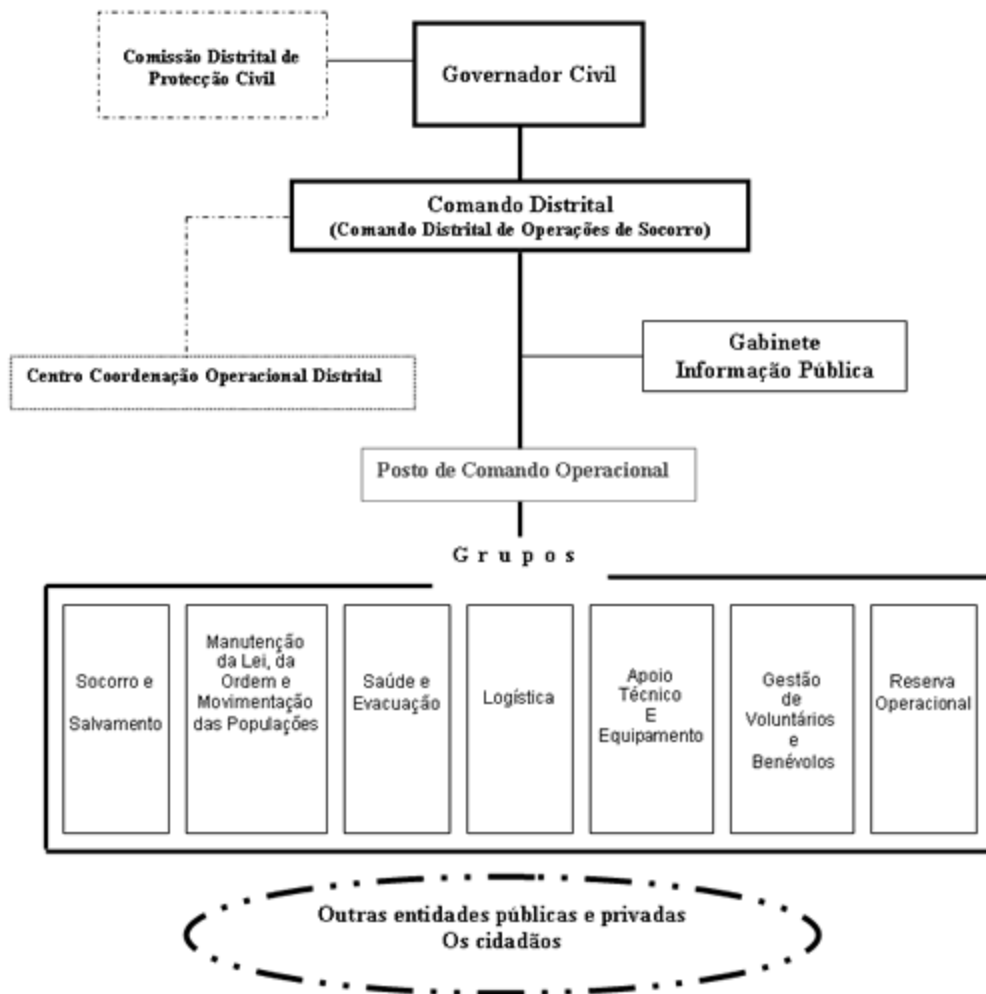 Comissão Distrital de
Protecção Civil
Governador Civil
Comando Distrital
(Comando Distrital de Operações de Socorro)
Gabinete
Informação Pública
Centro Coordenação Operacional Distrital
Posto de Comando Operacional
G r u p o s
Socorro e
Salvamento
Manutenção
da Lei, da
Ordem e
Movimentação
das Populações
Saúde e
Evacuação
Logística
Apoio
Técnico
E
Equipamento
Gestão
de
Voluntários
e
Benévolos
Reserva
Operacional
Outras entidades públicas e privadas
Os cidadãos